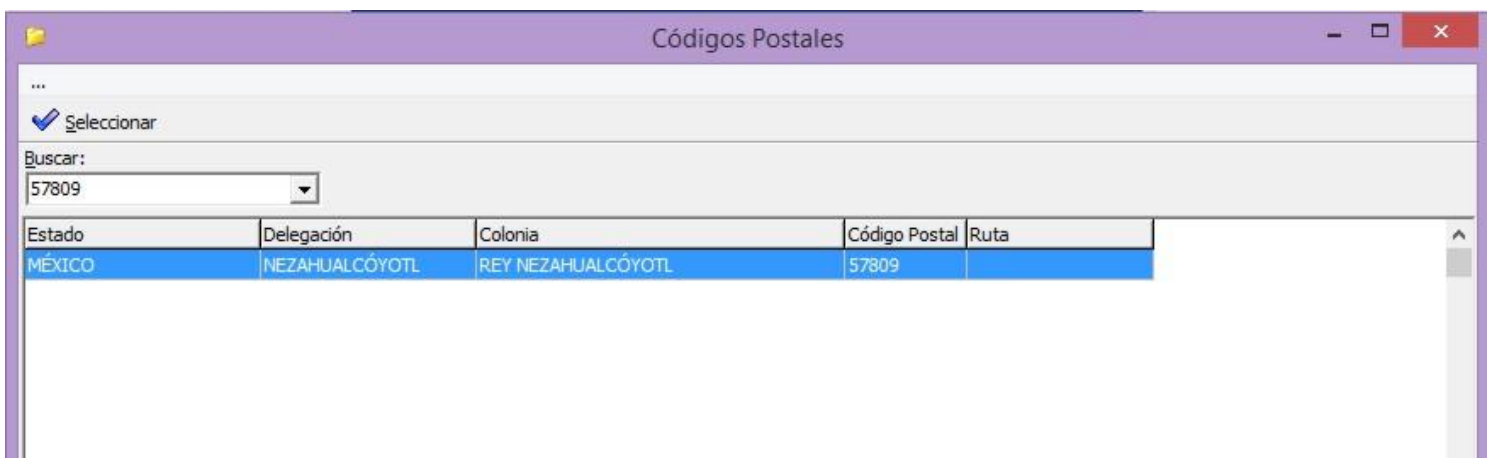 Códigos Postales
...
Seleccionar
Buscar:
57809
Estado Delegación Colonia Código Postal Ruta
MÉXICO NEZAHUALCÓYOTL REY NEZAHUALCÓYOTL 57809